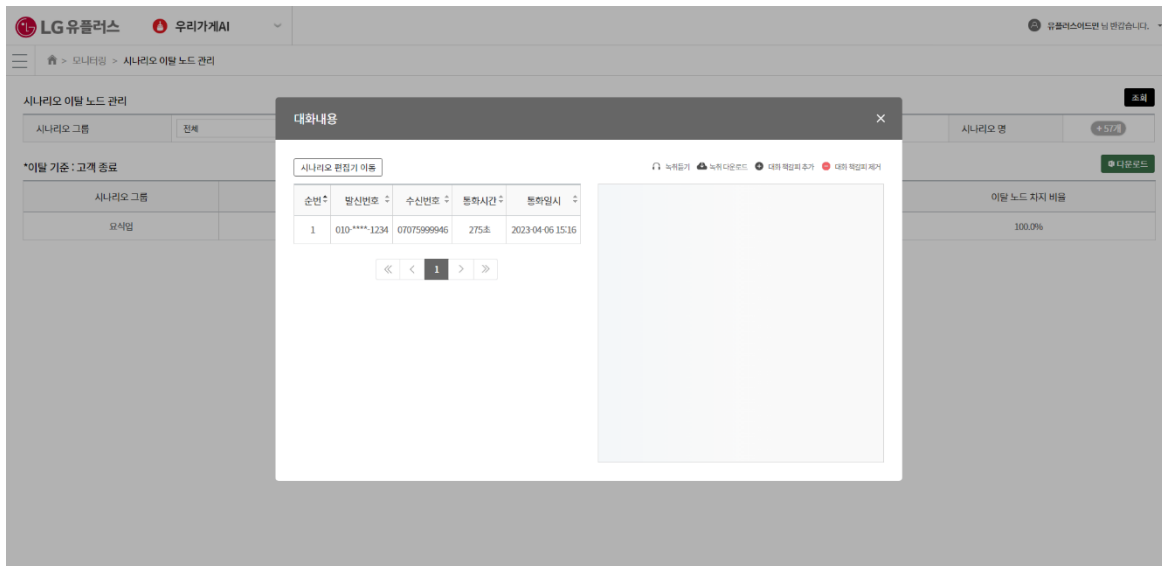 LG유플러스 우리가게AI 유플러스어드민 님 반갑습니다.
> 모니터링 > 시나리오 이탈 노드 관리
시나리오 이탈 노드 관리 조회
시나리오 그룹 전체 시나리오 명 +57개
*이탈 기준 : 고객 종료 다운로드
시나리오 그룹 이탈 노드 차지 비율
요식업 100.0%
대화내용 ×
시나리오 편집기 이동 녹취듣기 녹취다운로드 대화 책갈피 추가 대화 책갈피 제거
순번 발신번호 수신번호 통화시간 통화일시
1 010-****-1234 07075999946 275초 2023-04-06 15:16
« < 1 > »